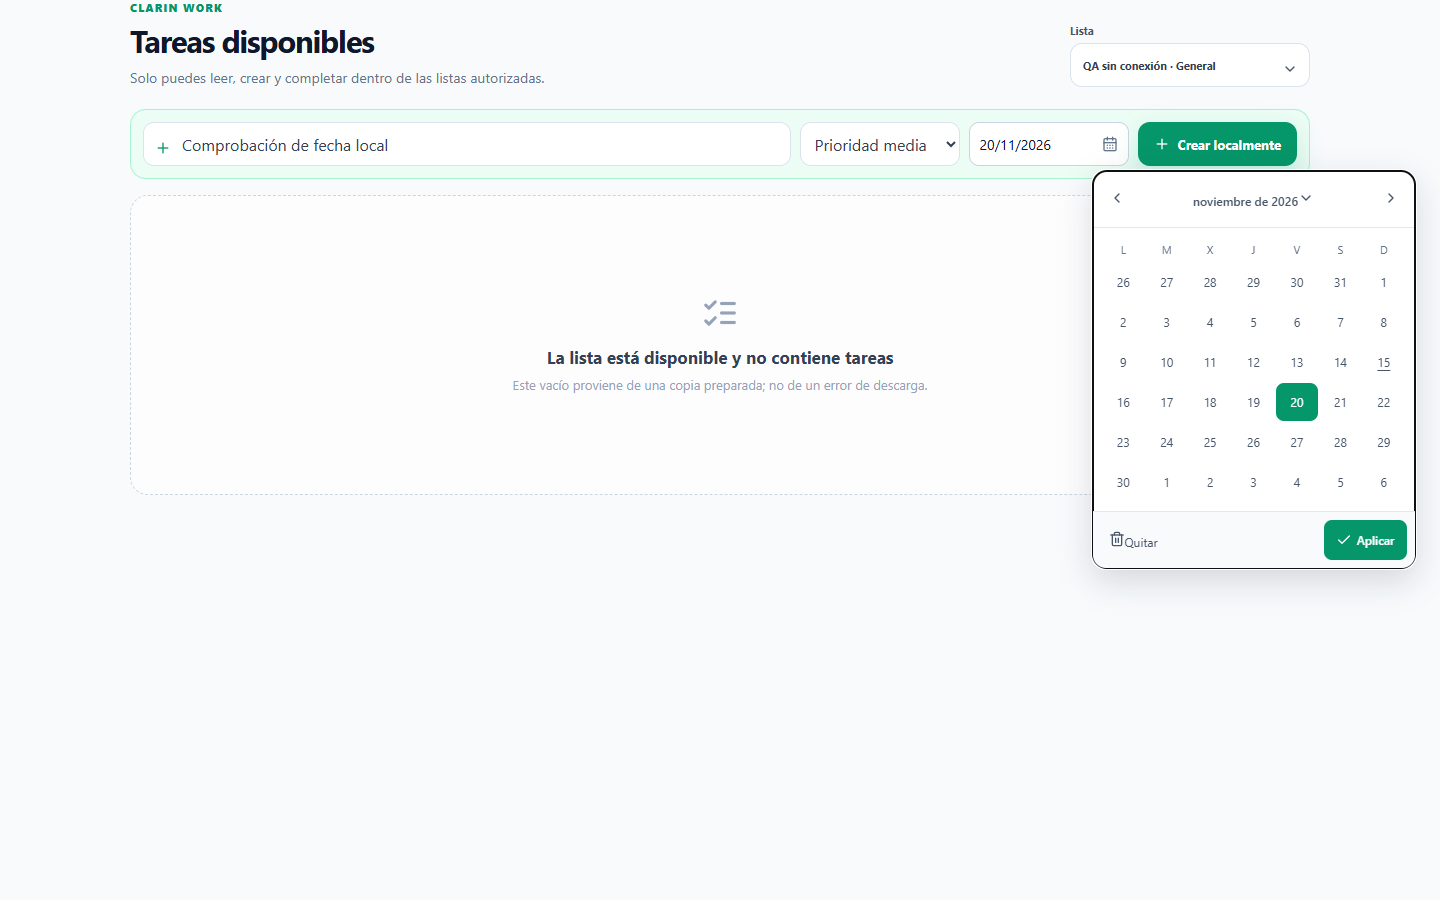 CLARIN WORK
Tareas disponibles
Solo puedes leer, crear y completar dentro de las listas autorizadas.
Lista
QA sin conexión · General
Comprobación de fecha local
Prioridad media
20/11/2026
Crear localmente
noviembre de 2026
L M X J V S D
26 27 28 29 30 31 1
2 3 4 5 6 7 8
9 10 11 12 13 14 15
16 17 18 19 20 21 22
23 24 25 26 27 28 29
30 1 2 3 4 5 6
Quitar
Aplicar
La lista está disponible y no contiene tareas
Este vacío proviene de una copia preparada; no de un error de descarga.